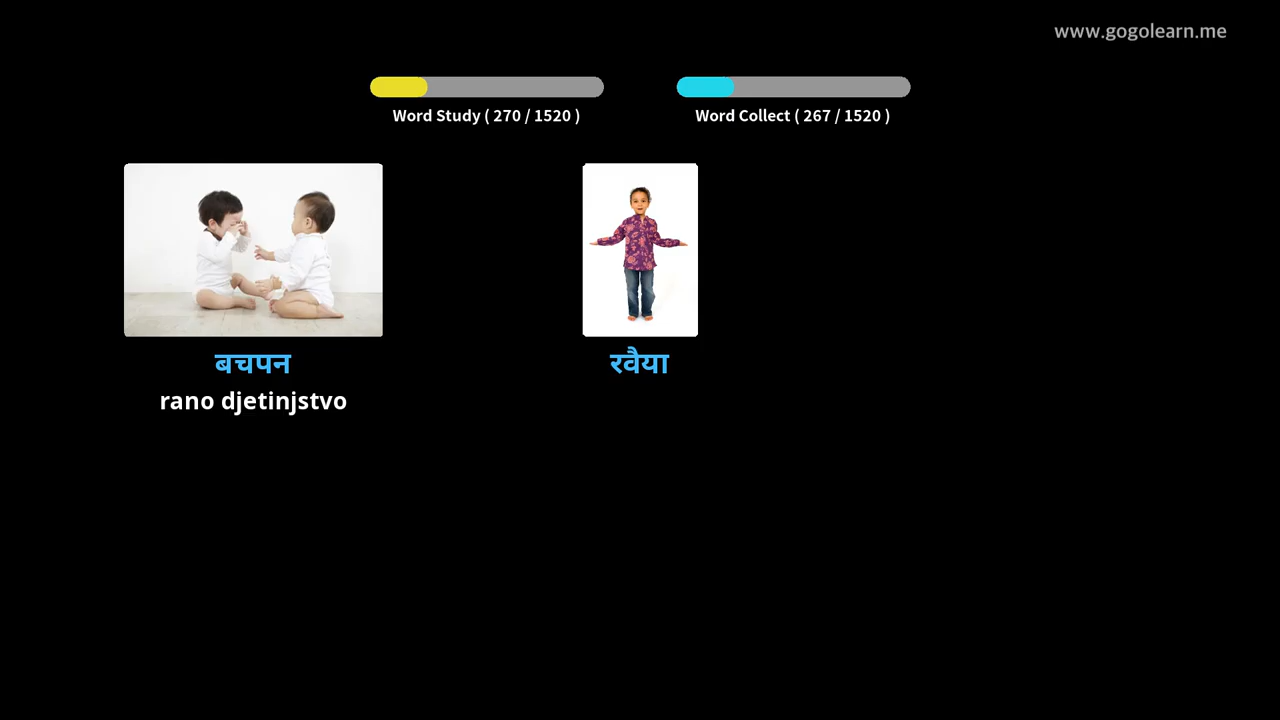 www.gogolearn.me
Word Study ( 270 / 1520 )
Word Collect ( 267 / 1520 )
बचपन
rano djetinjstvo
रवैया